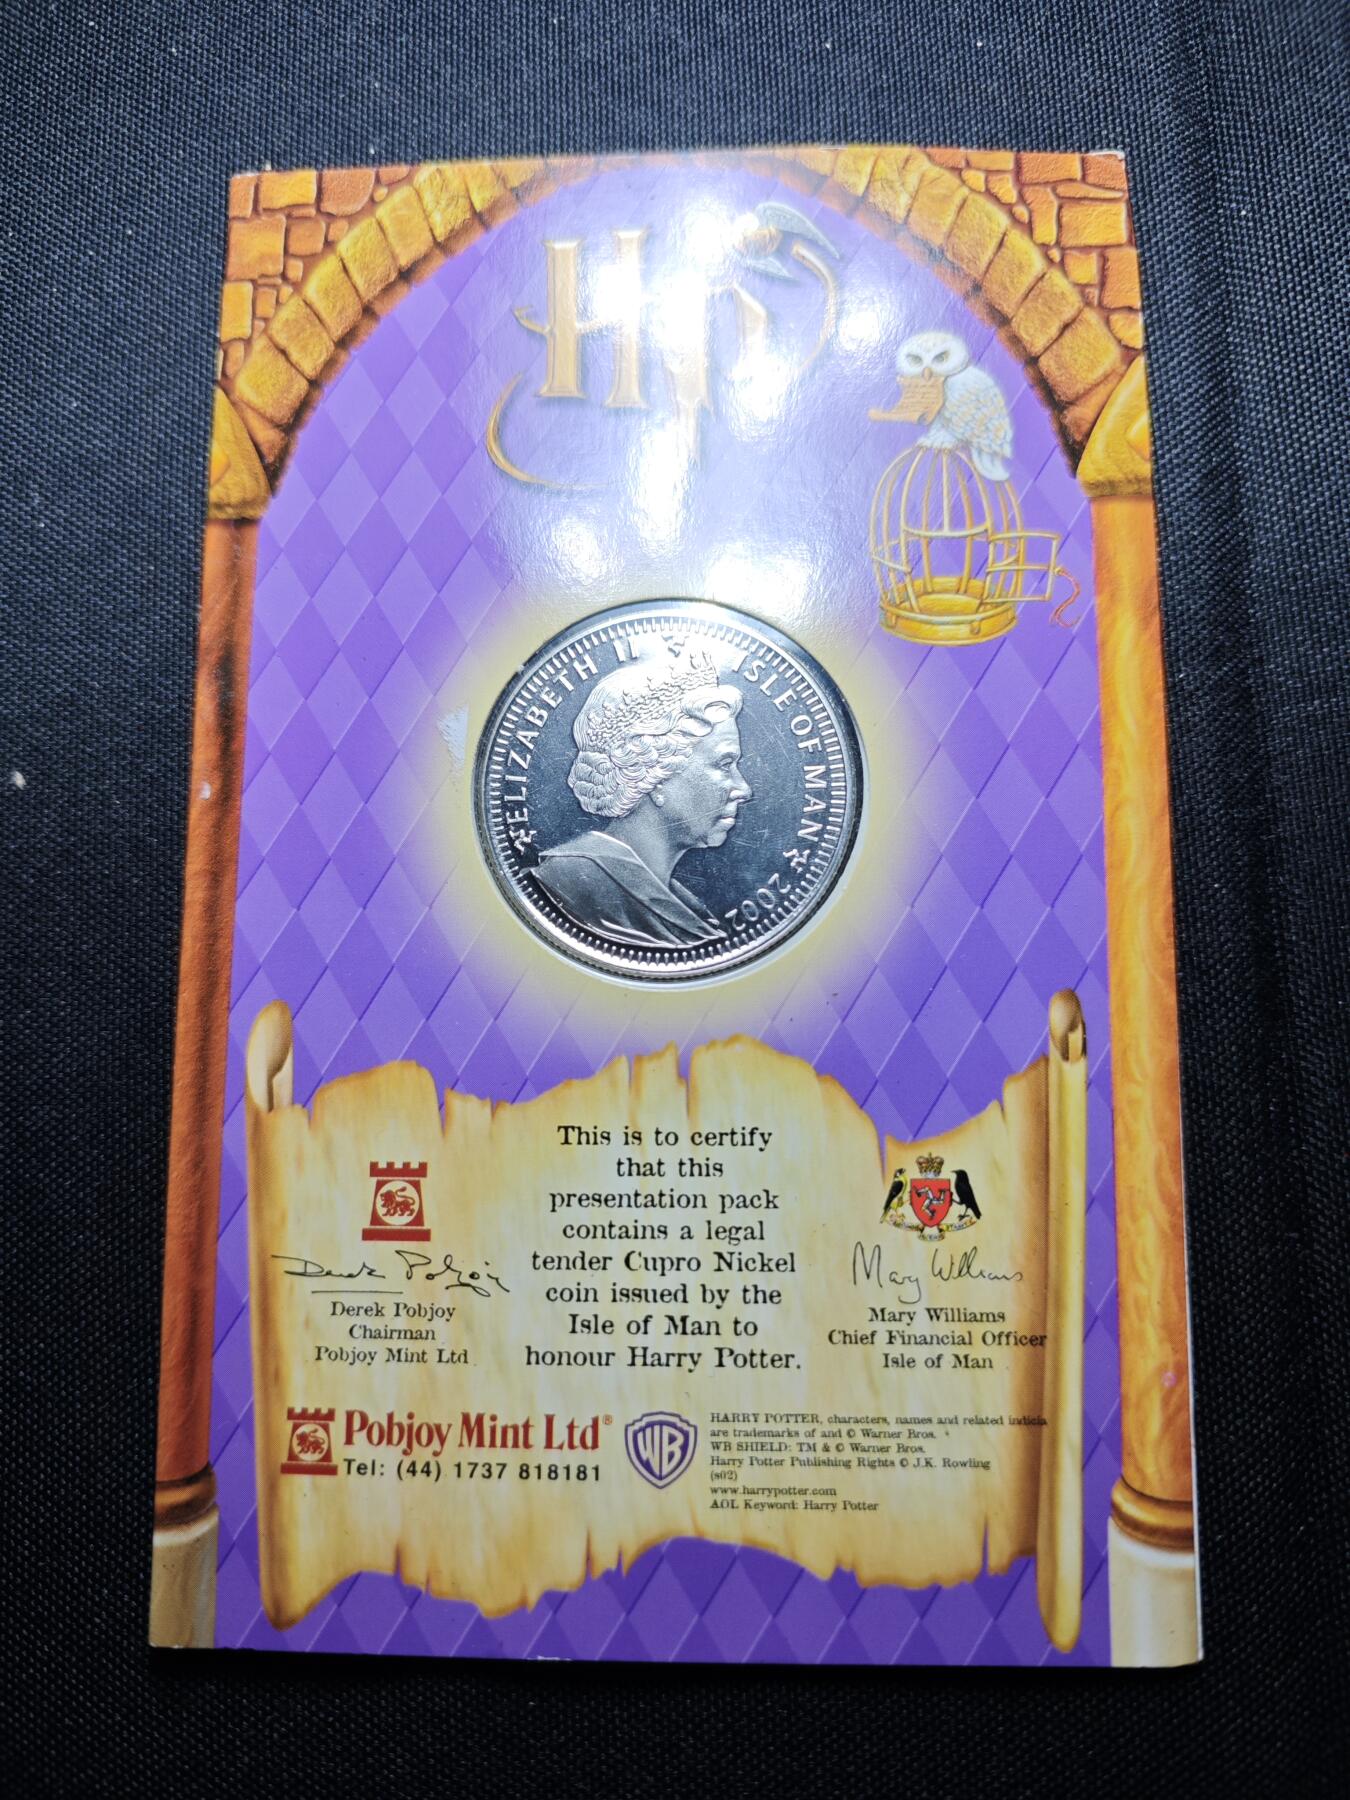 HP
ELIZABETH II
ISLE OF MAN
2002
This is to certify
that this
presentation pack
contains a legal
tender Cupro Nickel
coin issued by the
Isle of Man to
honour Harry Potter.
Derek Pobjoy
Derek Pobjoy
Chairman
Pobjoy Mint Ltd
Mary Williams
Mary Williams
Chief Financial Officer
Isle of Man
Pobjoy Mint Ltd®
Tel: (44) 1737 818181
WB
HARRY POTTER, characters, names and related indicia
are trademarks of and © Warner Bros.
WB SHIELD: TM & © Warner Bros.
Harry Potter Publishing Rights © J.K. Rowling
(s02)
www.harrypotter.com
AOL Keyword: Harry Potter